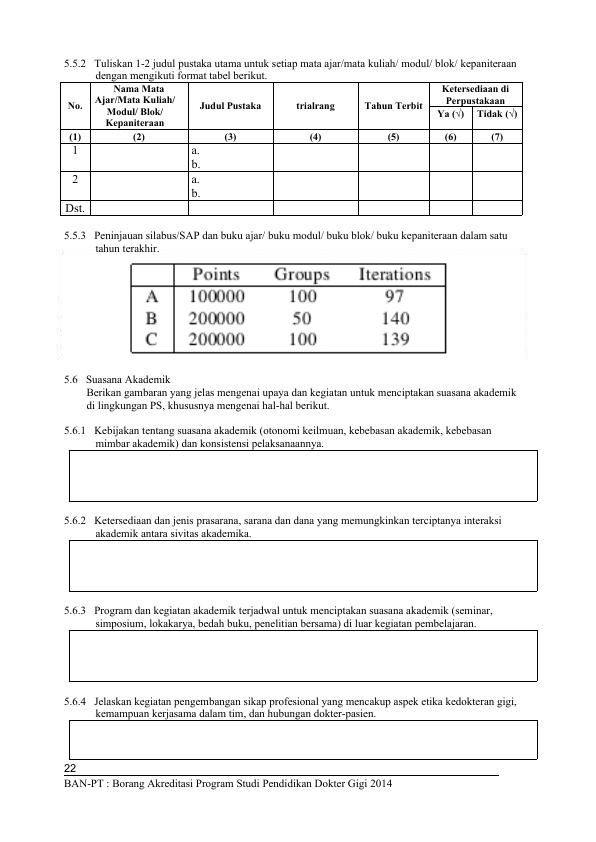 5.5.2 Tuliskan 1-2 judul pustaka utama untuk setiap mata ajar/mata kuliah/ modul/ blok/ kepaniteraan
dengan mengikuti format tabel berikut.
No. Nama Mata Ajar/Mata Kuliah/ Modul/ Blok/ Kepaniteraan Judul Pustaka trialrang Tahun Terbit Ketersediaan di Perpustakaan
Ya (√) Tidak (√)
(1) (2) (3) (4) (5) (6) (7)
1 a.
b.
2 a.
b.
Dst.
5.5.3 Peninjauan silabus/SAP dan buku ajar/ buku modul/ buku blok/ buku kepaniteraan dalam satu
tahun terakhir.
Points Groups Iterations
A 100000 100 97
B 200000 50 140
C 200000 100 139
5.6 Suasana Akademik
Berikan gambaran yang jelas mengenai upaya dan kegiatan untuk menciptakan suasana akademik
di lingkungan PS, khususnya mengenai hal-hal berikut.
5.6.1 Kebijakan tentang suasana akademik (otonomi keilmuan, kebebasan akademik, kebebasan
mimbar akademik) dan konsistensi pelaksanaannya.
5.6.2 Ketersediaan dan jenis prasarana, sarana dan dana yang memungkinkan terciptanya interaksi
akademik antara sivitas akademika.
5.6.3 Program dan kegiatan akademik terjadwal untuk menciptakan suasana akademik (seminar,
simposium, lokakarya, bedah buku, penelitian bersama) di luar kegiatan pembelajaran.
5.6.4 Jelaskan kegiatan pengembangan sikap profesional yang mencakup aspek etika kedokteran gigi,
kemampuan kerjasama dalam tim, dan hubungan dokter-pasien.
22
BAN-PT : Borang Akreditasi Program Studi Pendidikan Dokter Gigi 2014